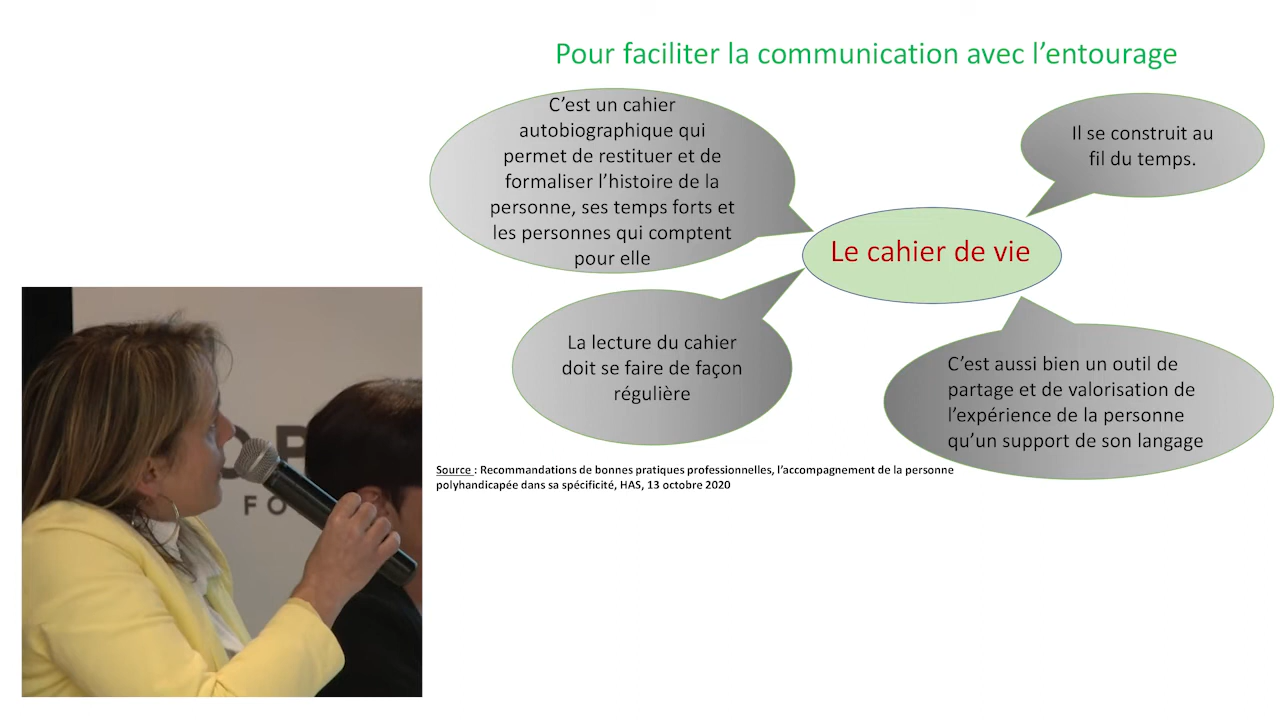 Pour faciliter la communication avec l’entourage
C’est un cahier
autobiographique qui
permet de restituer et de
formaliser l’histoire de la
personne, ses temps forts et
les personnes qui comptent
pour elle
Il se construit au
fil du temps.
Le cahier de vie
La lecture du cahier
doit se faire de façon
régulière
C’est aussi bien un outil de
partage et de valorisation de
l’expérience de la personne
qu’un support de son langage
Source : Recommandations de bonnes pratiques professionnelles, l’accompagnement de la personne
polyhandicapée dans sa spécificité, HAS, 13 octobre 2020